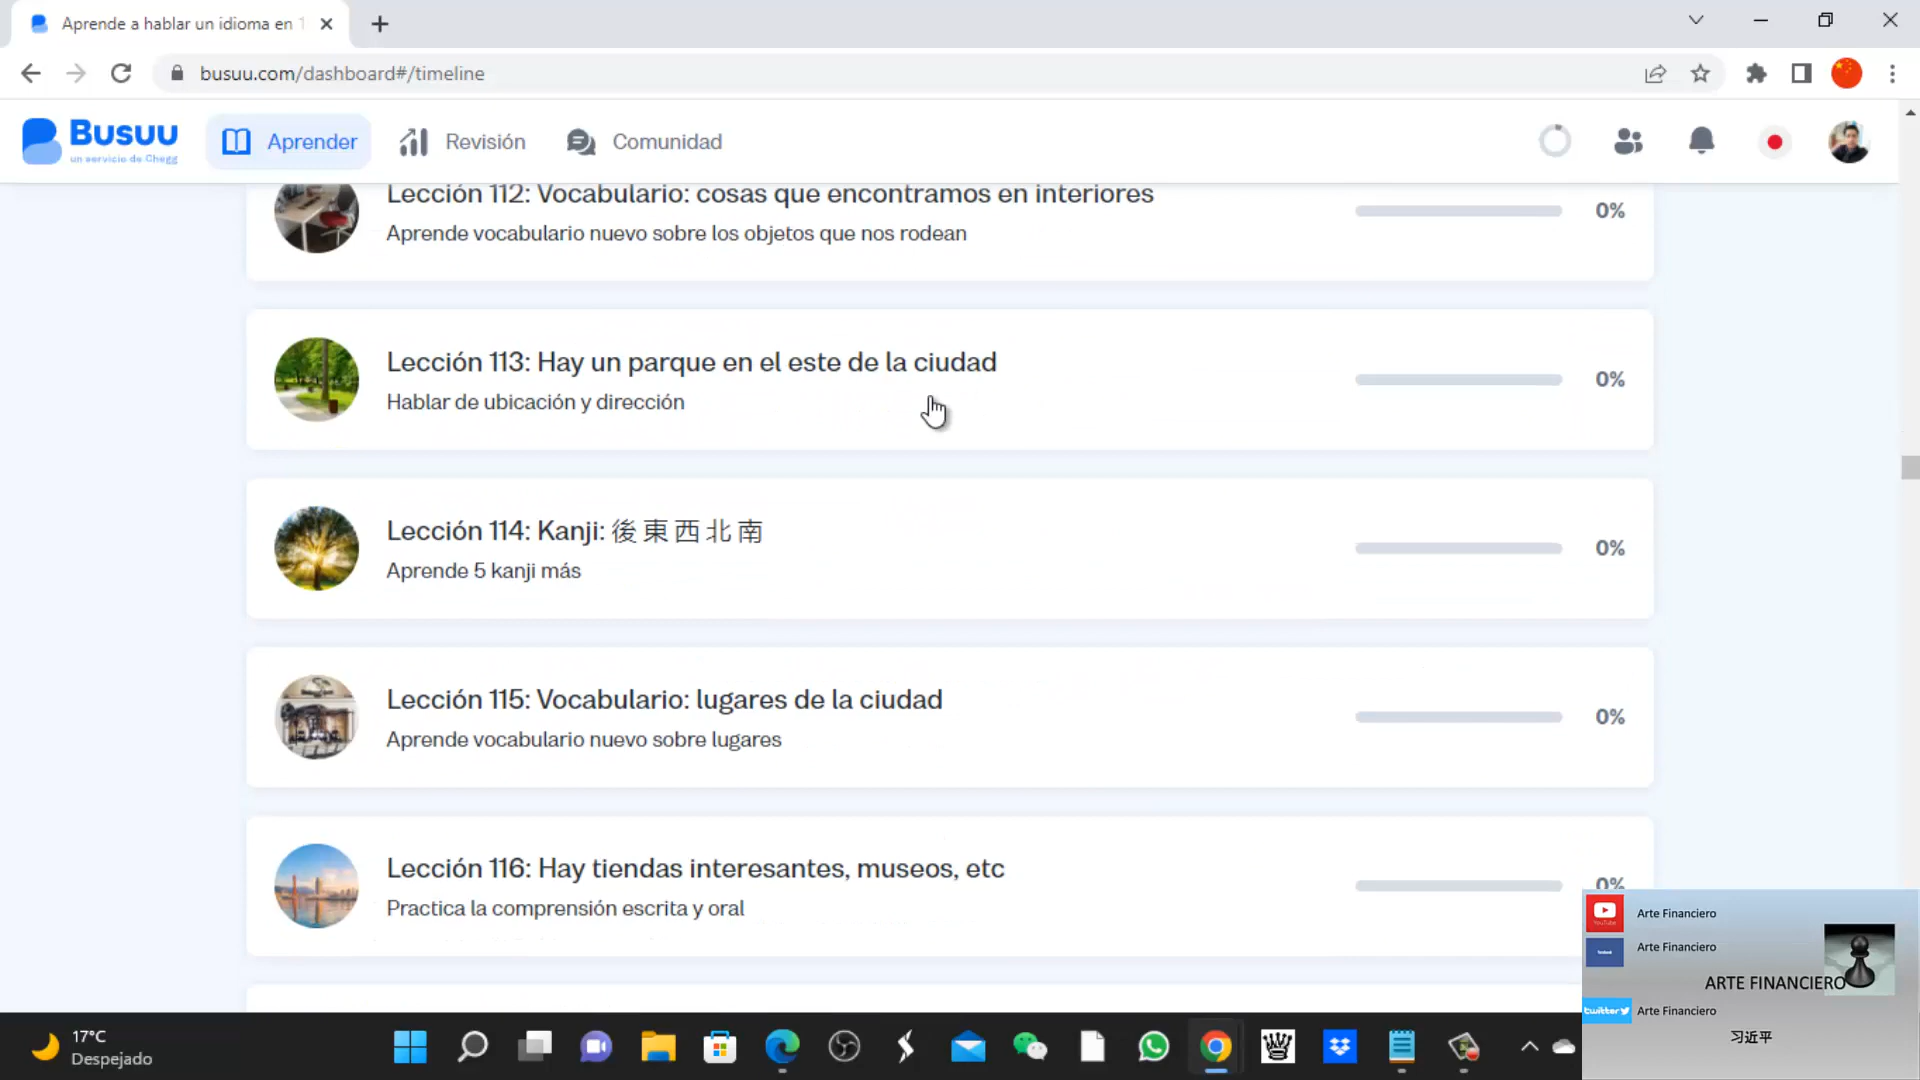 Aprende a hablar un idioma en 1
busuu.com/dashboard#/timeline
Busuu
un servicio de Chegg
Aprender
Revisión
Comunidad
Lección 112: Vocabulario: cosas que encontramos en interiores
Aprende vocabulario nuevo sobre los objetos que nos rodean
0%
Lección 113: Hay un parque en el este de la ciudad
Hablar de ubicación y dirección
0%
Lección 114: Kanji: 後 東 西 北 南
Aprende 5 kanji más
0%
Lección 115: Vocabulario: lugares de la ciudad
Aprende vocabulario nuevo sobre lugares
0%
Lección 116: Hay tiendas interesantes, museos, etc
Practica la comprensión escrita y oral
0%
YouTube
Arte Financiero
facebook
Arte Financiero
ARTE FINANCIERO
twitter
Arte Financiero
习近平
17°C
Despejado